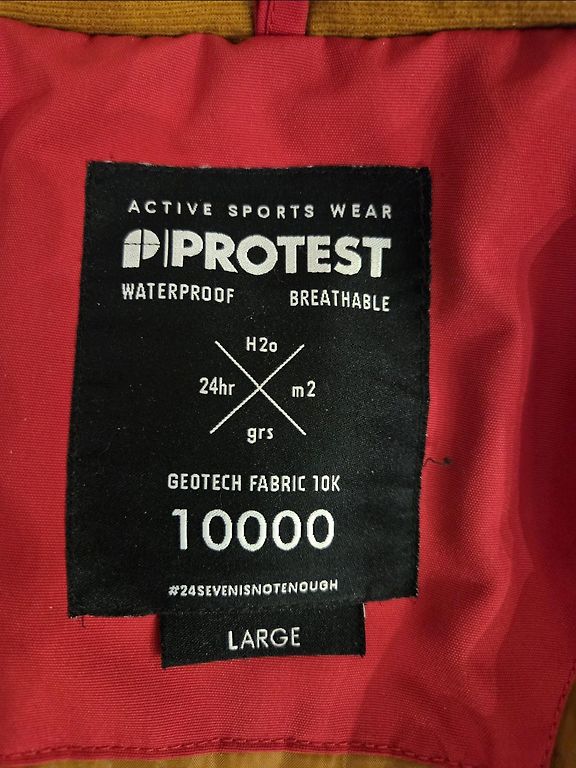 ACTIVE SPORTS WEAR
PROTEST
WATERPROOF BREATHABLE
H2o
24hr m2
grs
GEOTECH FABRIC 10K
10000
#24SEVENISNOTENOUGH
LARGE